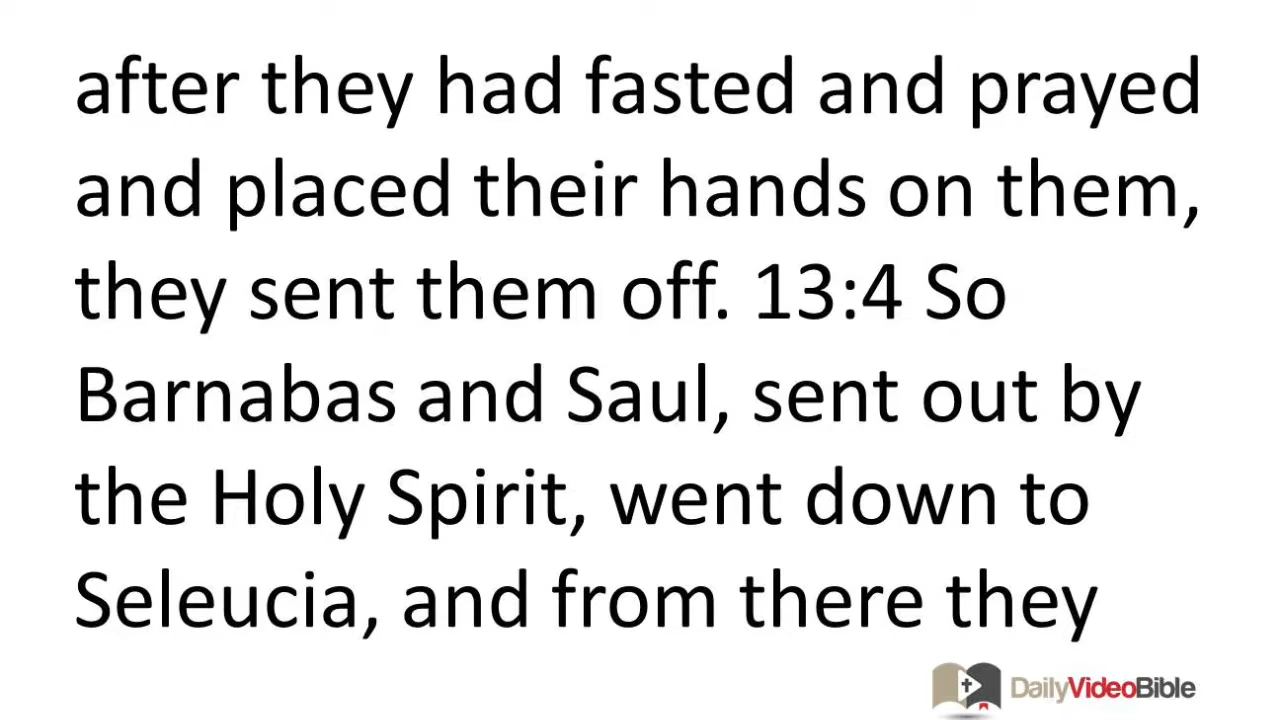 after they had fasted and prayed
and placed their hands on them,
they sent them off. 13:4 So
Barnabas and Saul, sent out by
the Holy Spirit, went down to
Seleucia, and from there they
DailyVideoBible